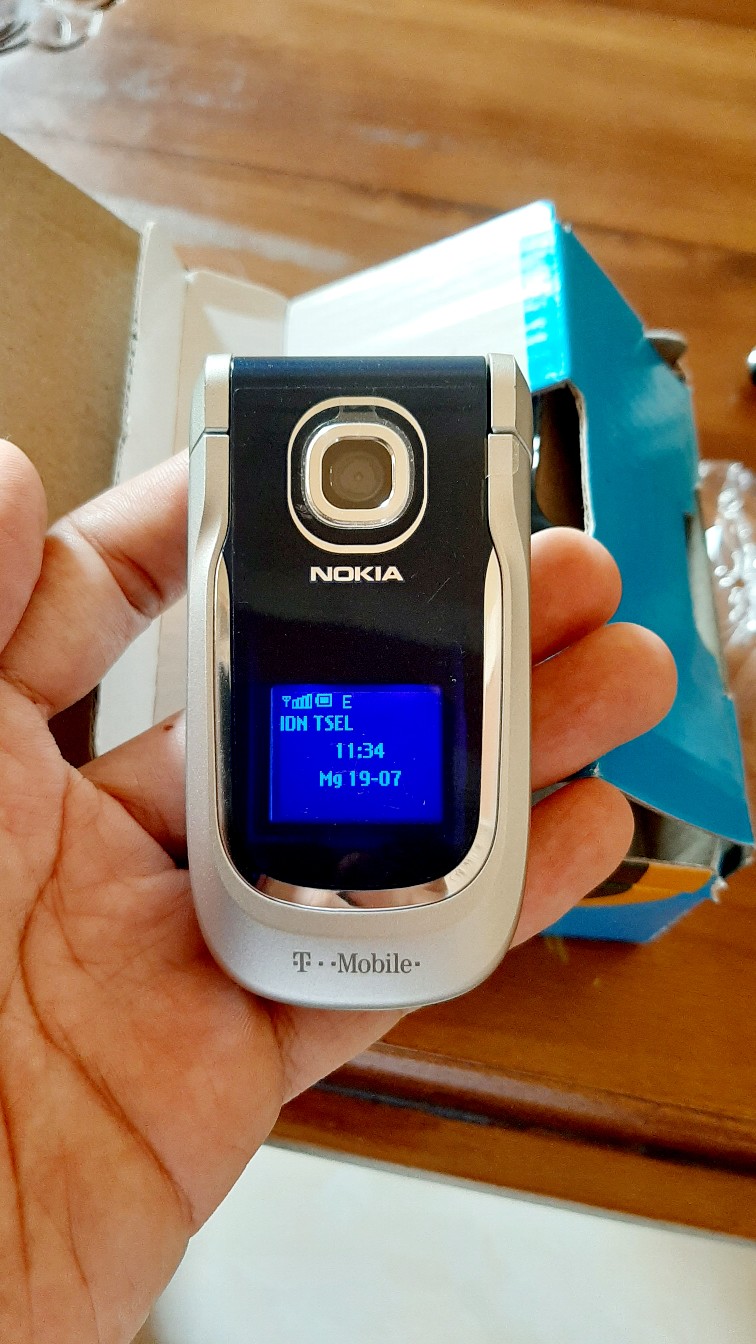 NOKIA
E
IDN TSEL
11:34
Mg 19-07
T··Mobile·